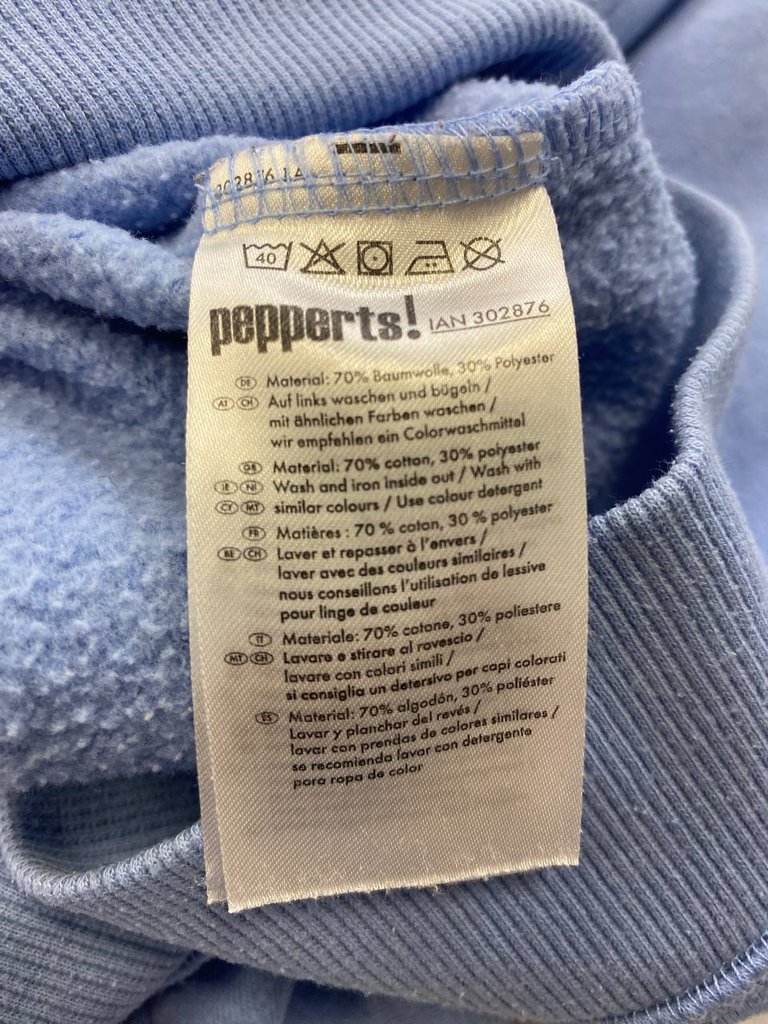 302876 1A
40
pepperts! IAN 302876
DE Material: 70% Baumwolle, 30% Polyester
AT CH Auf links waschen und bügeln /
mit ähnlichen Farben waschen /
wir empfehlen ein Colorwaschmittel
GB Material: 70% cotton, 30% polyester
IE NI Wash and iron inside out / Wash with
CY MT similar colours / Use colour detergent
FR Matières : 70 % coton, 30 % polyester
BE CH Laver et repasser à l'envers /
laver avec des couleurs similaires /
nous conseillons l'utilisation de lessive
pour linge de couleur
IT Materiale: 70% cotone, 30% poliestere
MT CH Lavare e stirare al rovescio /
lavare con colori simili /
si consiglia un detersivo per capi colorati
ES Material: 70% algodón, 30% poliéster
Lavar y planchar del revés /
lavar con prendas de colores similares /
se recomienda lavar con detergente
para ropa de color